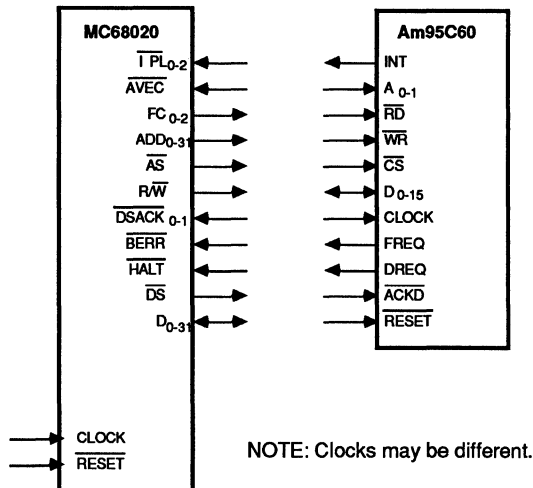 MC68020
I PL0-2
AVEC
FC 0-2
ADD0-31
AS
R/W
DSACK 0-1
BERR
HALT
DS
D0-31
CLOCK
RESET
Am95C60
INT
A 0-1
RD
WR
CS
D 0-15
CLOCK
FREQ
DREQ
ACKD
RESET
NOTE: Clocks may be different.